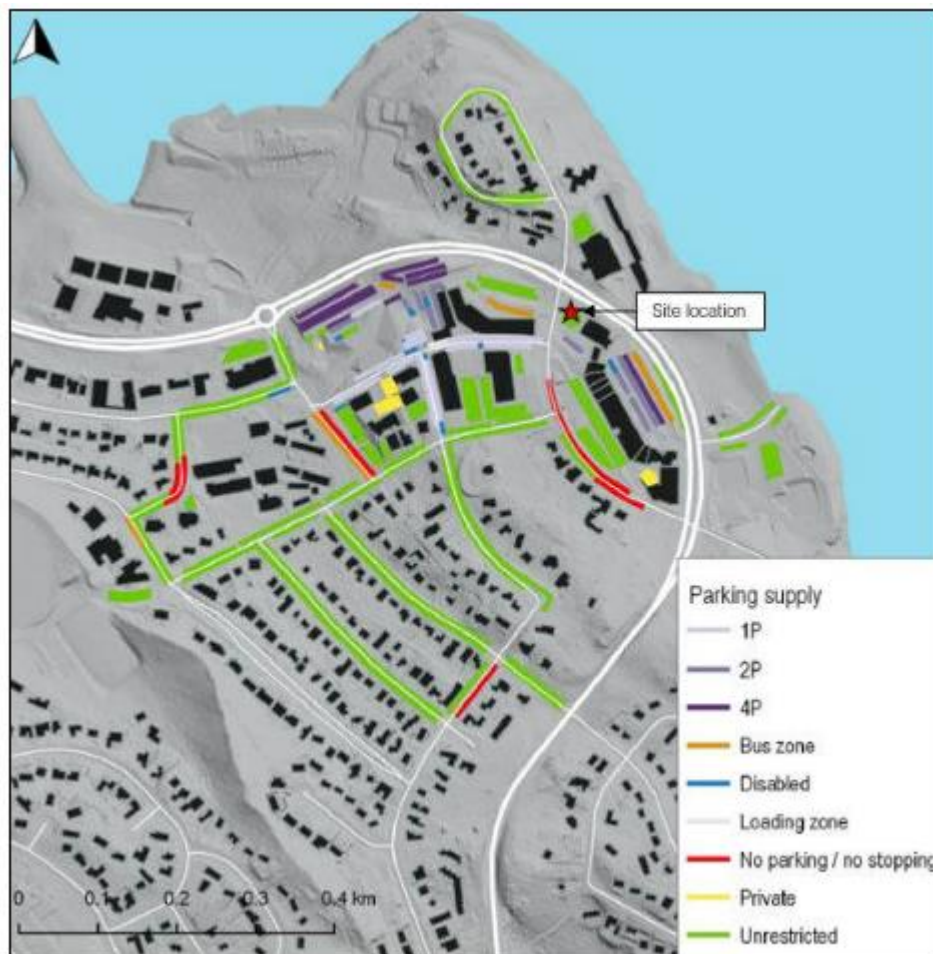 Site location
Parking supply
1P
2P
4P
Bus zone
Disabled
Loading zone
No parking / no stopping
Private
Unrestricted
0 0.1 0.2 0.3 0.4 km